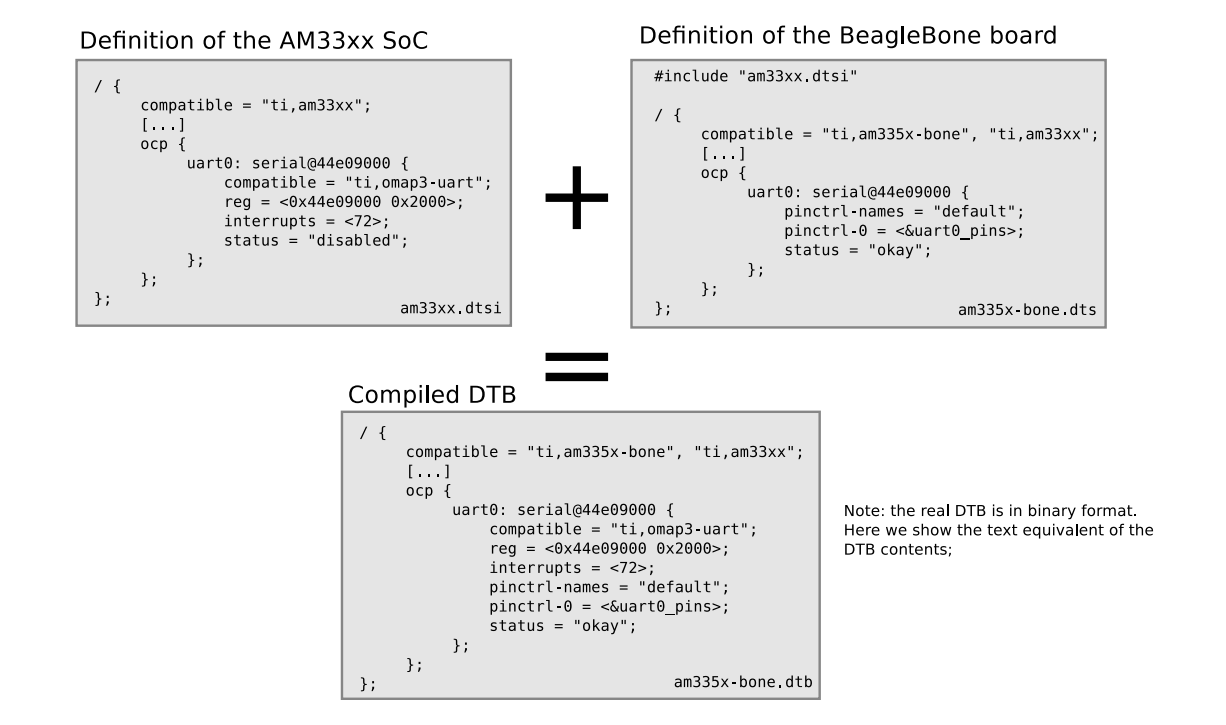 Definition of the AM33xx SoC
/ {
compatible = "ti,am33xx";
[...]
ocp {
uart0: serial@44e09000 {
compatible = "ti,omap3-uart";
reg = <0x44e09000 0x2000>;
interrupts = <72>;
status = "disabled";
};
};
};
am33xx.dtsi
+
Definition of the BeagleBone board
#include "am33xx.dtsi"
/ {
compatible = "ti,am335x-bone", "ti,am33xx";
[...]
ocp {
uart0: serial@44e09000 {
pinctrl-names = "default";
pinctrl-0 = <&uart0_pins>;
status = "okay";
};
};
};
am335x-bone.dts
=
Compiled DTB
/ {
compatible = "ti,am335x-bone", "ti,am33xx";
[...]
ocp {
uart0: serial@44e09000 {
compatible = "ti,omap3-uart";
reg = <0x44e09000 0x2000>;
interrupts = <72>;
pinctrl-names = "default";
pinctrl-0 = <&uart0_pins>;
status = "okay";
};
};
};
am335x-bone.dtb
Note: the real DTB is in binary format.
Here we show the text equivalent of the
DTB contents;